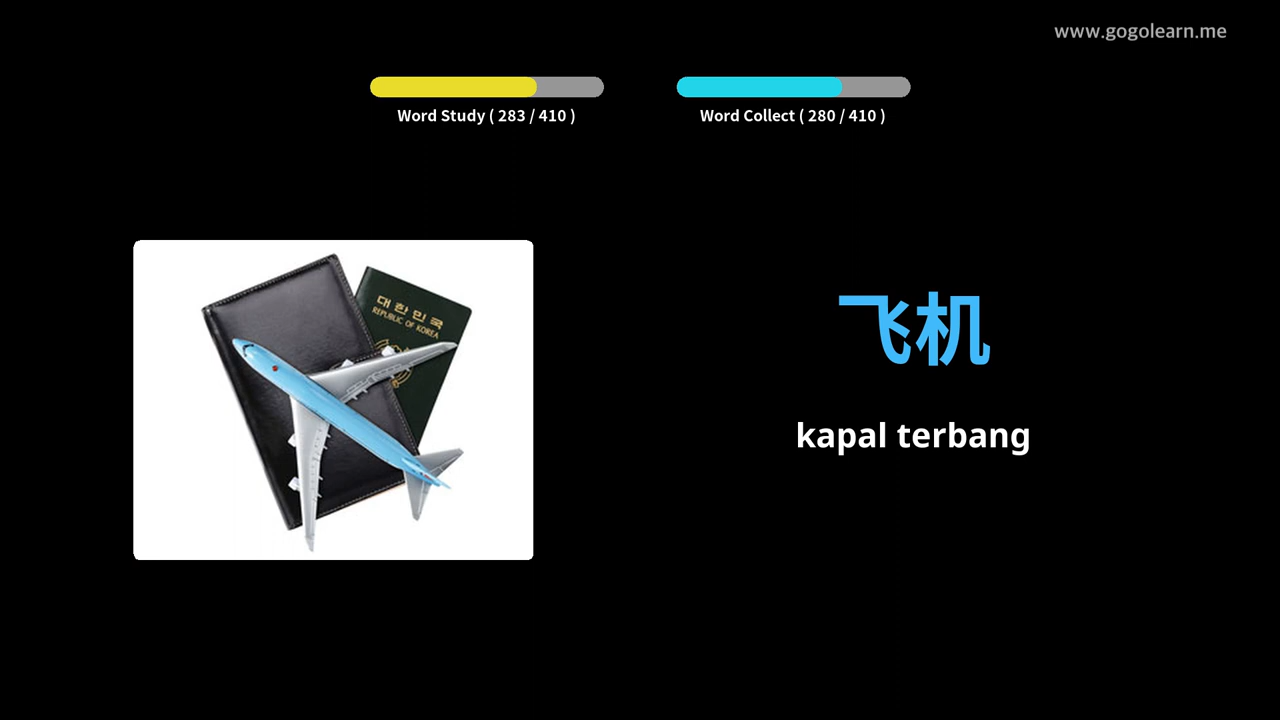 www.gogolearn.me
Word Study ( 283 / 410 )
Word Collect ( 280 / 410 )
대한민국
REPUBLIC OF KOREA
飞机
kapal terbang